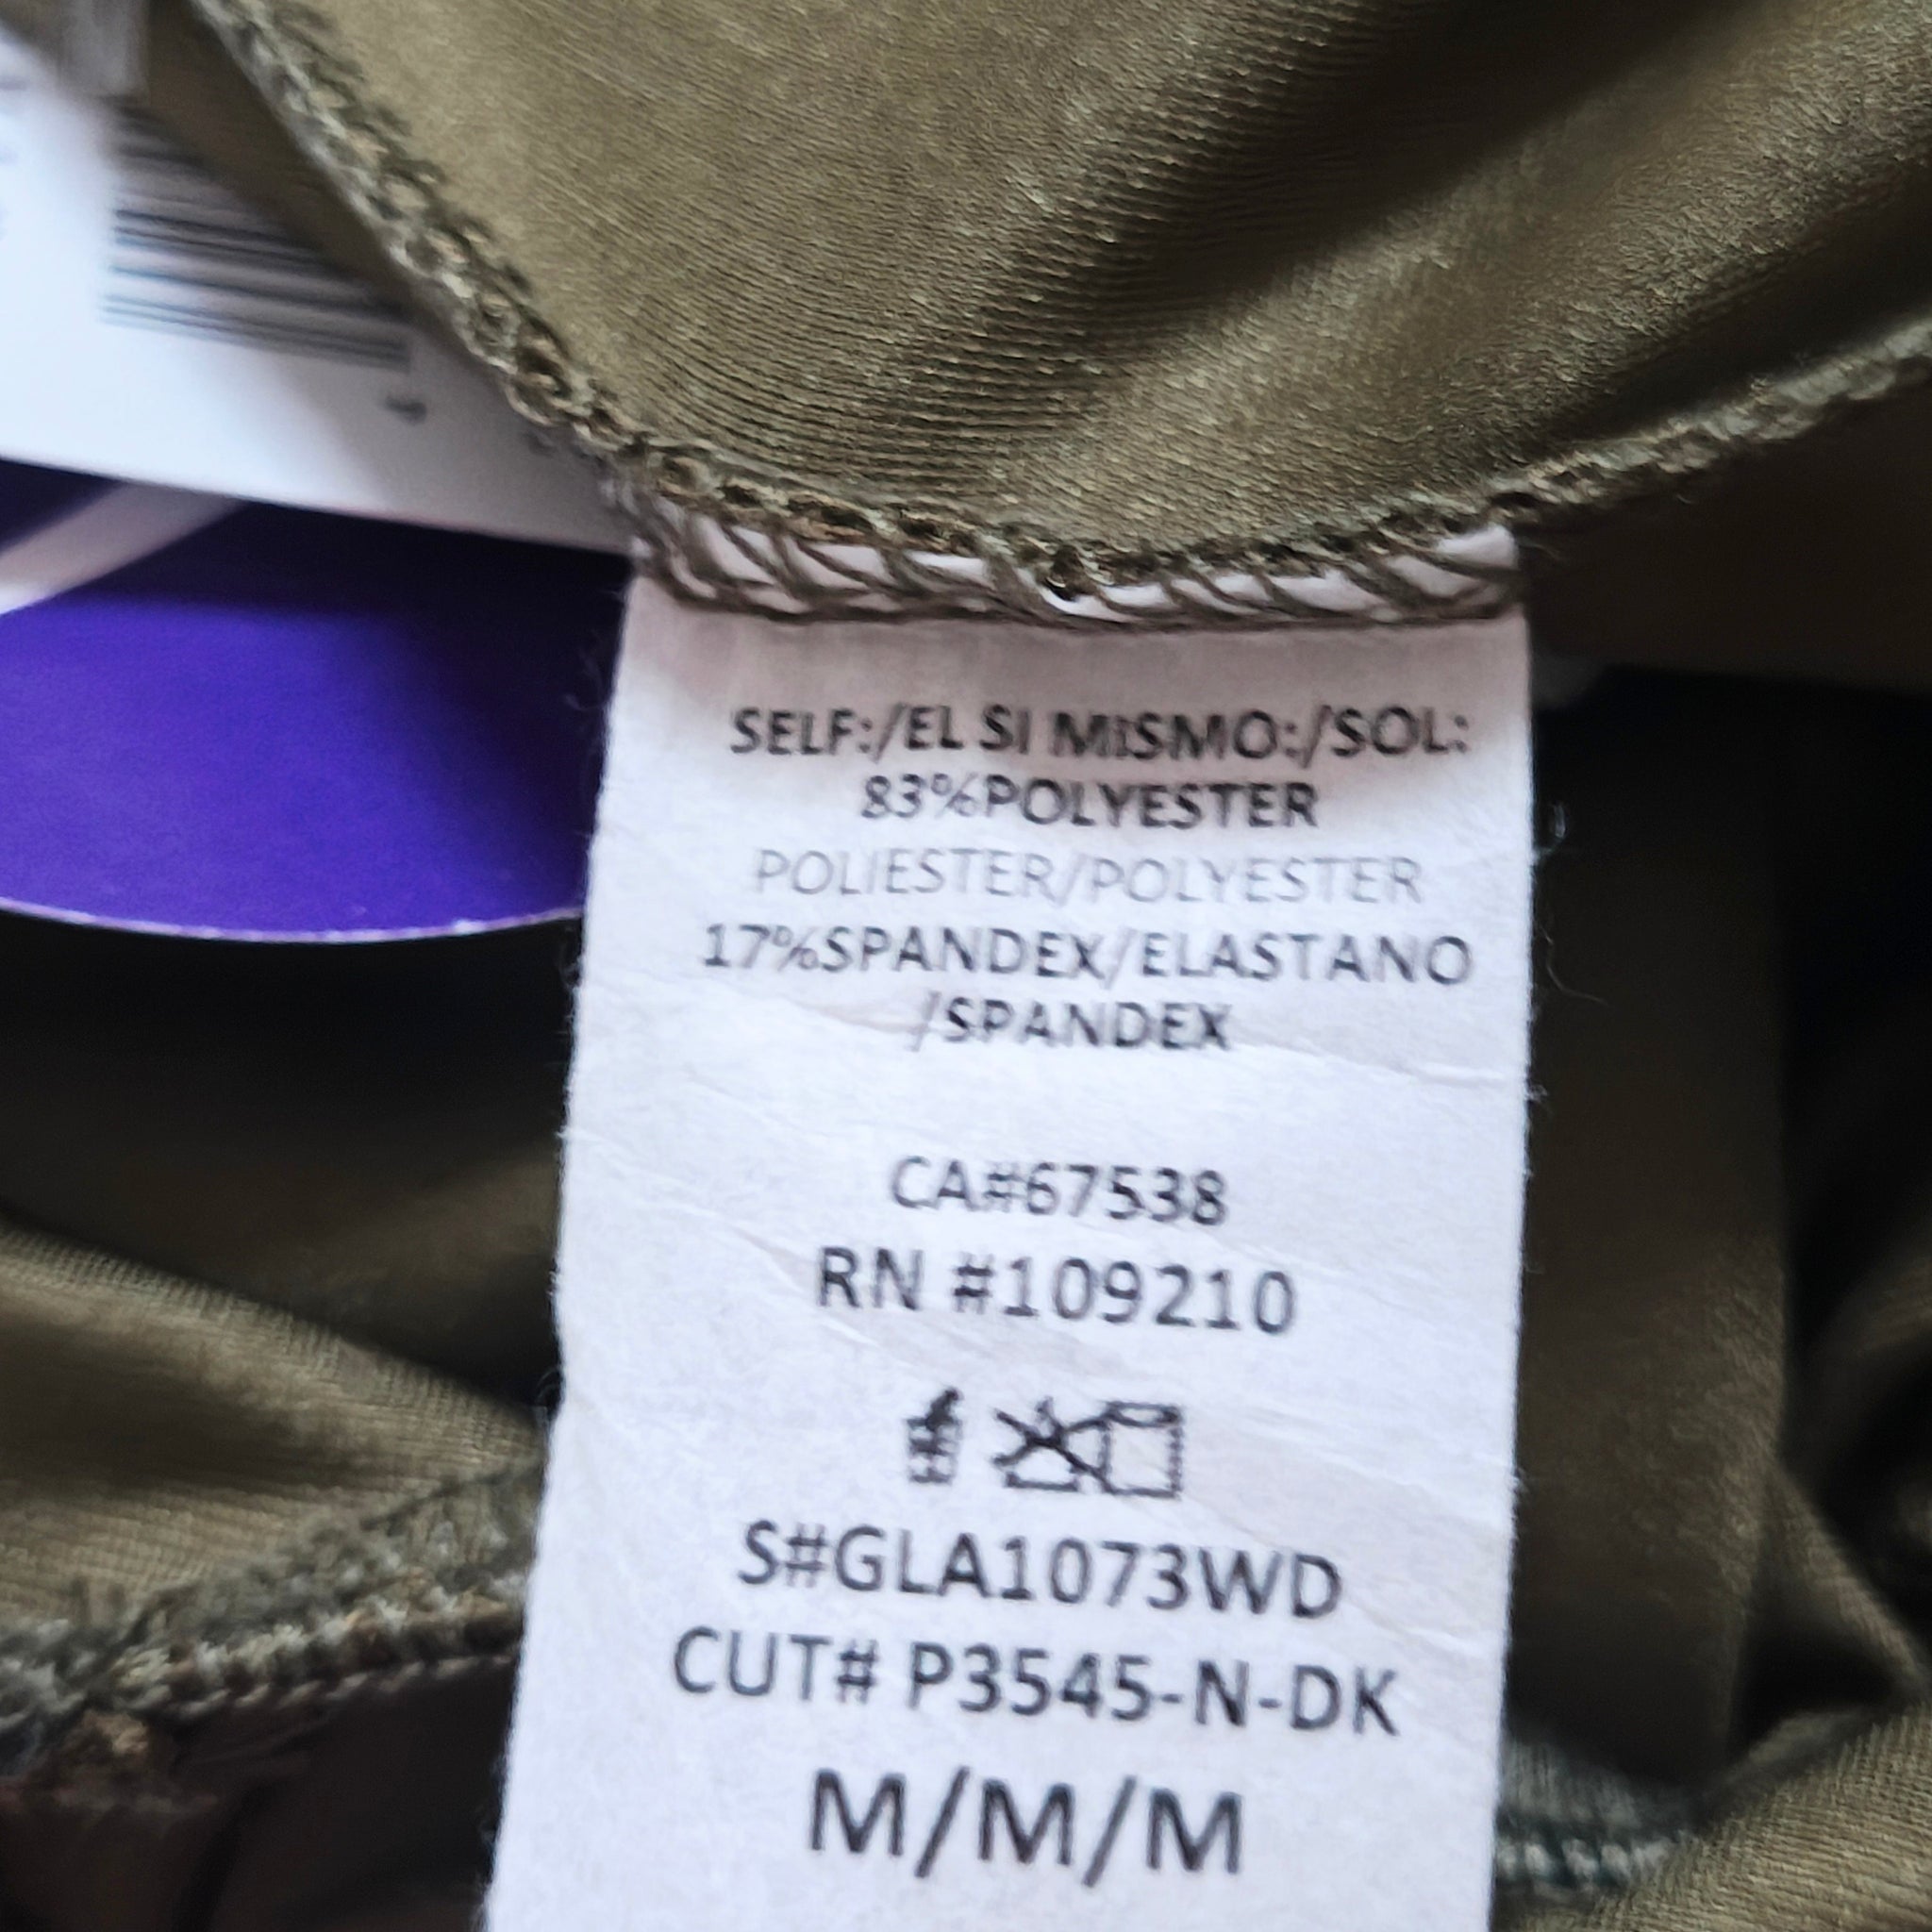 SELF:/EL SI MISMO:/SOL:
83%POLYESTER
POLIESTER/POLYESTER
17%SPANDEX/ELASTANO
/SPANDEX
CA#67538
RN #109210
S#GLA1073WD
CUT# P3545-N-DK
M/M/M